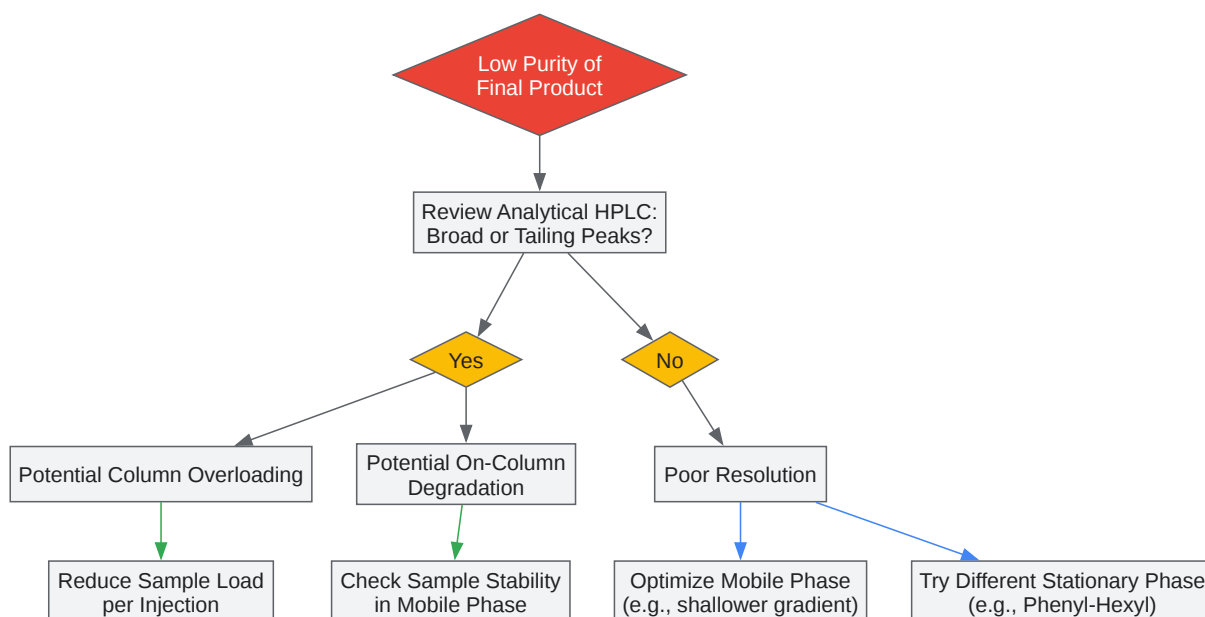 Low Purity of
Final Product
Review Analytical HPLC:
Broad or Tailing Peaks?
Yes
No
Potential Column Overloading
Potential On-Column
Degradation
Poor Resolution
Reduce Sample Load
per Injection
Check Sample Stability
in Mobile Phase
Optimize Mobile Phase
(e.g., shallower gradient)
Try Different Stationary Phase
(e.g., Phenyl-Hexyl)